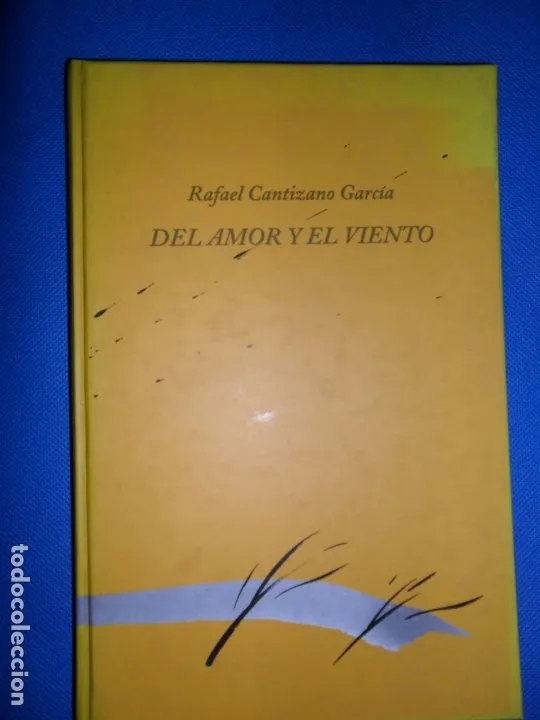 Rafael Cantizano García
DEL AMOR Y EL VIENTO
todocoleccion